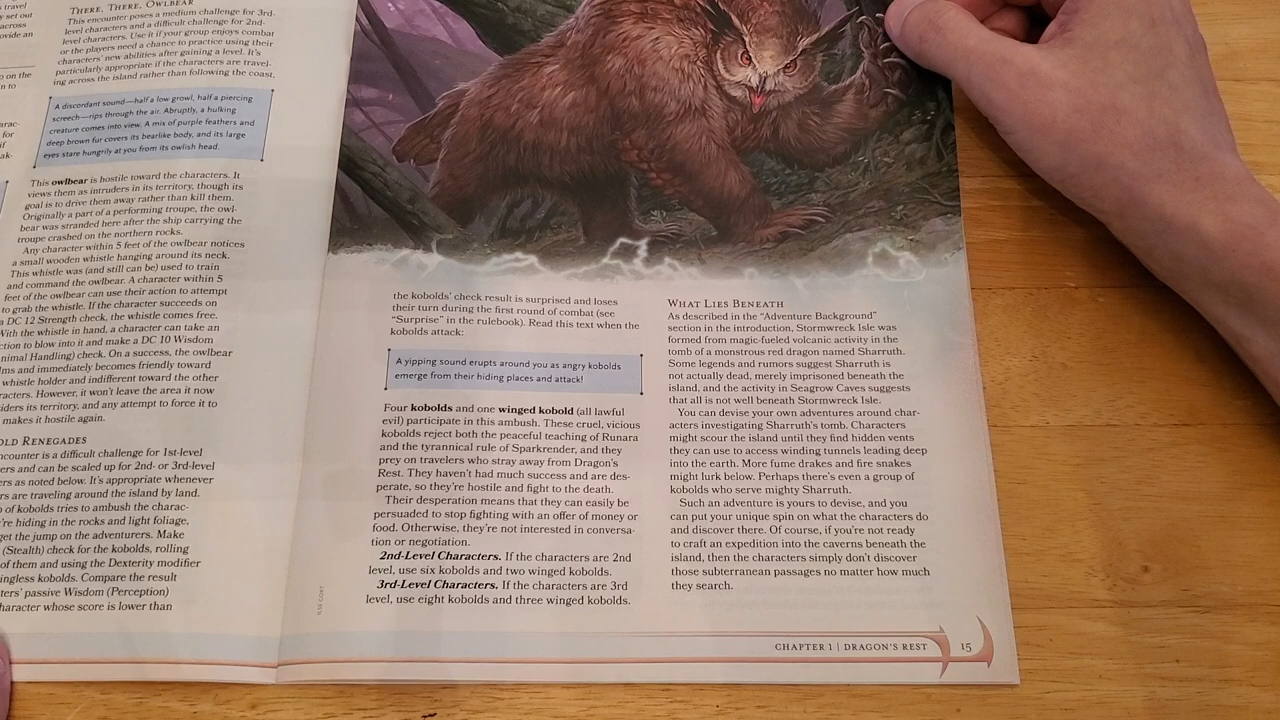 travel
y set out
across
ovide an
o on the
n to
arac-
for
if
ak-
There, There, Owlbear
This encounter poses a medium challenge for 3rd-
level characters and a difficult challenge for 2nd-
level characters. Use it if your group enjoys combat
or the players need a chance to practice using their
characters' new abilities after gaining a level. It's
particularly appropriate if the characters are travel-
ing across the island rather than following the coast.
A discordant sound—half a low growl, half a piercing
screech—rips through the air. Abruptly, a hulking
creature comes into view. A mix of purple feathers and
deep brown fur covers its bearlike body, and its large
eyes stare hungrily at you from its owlish head.
This owlbear is hostile toward the characters. It
views them as intruders in its territory, though its
goal is to drive them away rather than kill them.
Originally a part of a performing troupe, the owl-
bear was stranded here after the ship carrying the
troupe crashed on the northern rocks.
Any character within 5 feet of the owlbear notices
a small wooden whistle hanging around its neck.
This whistle was (and still can be) used to train
and command the owlbear. A character within 5
feet of the owlbear can use their action to attempt
to grab the whistle. If the character succeeds on
a DC 12 Strength check, the whistle comes free.
With the whistle in hand, a character can take an
ction to blow into it and make a DC 10 Wisdom
nimal Handling) check. On a success, the owlbear
lms and immediately becomes friendly toward
whistle holder and indifferent toward the other
racters. However, it won't leave the area it now
iders its territory, and any attempt to force it to
makes it hostile again.
old Renegades
ncounter is a difficult challenge for 1st-level
ers and can be scaled up for 2nd- or 3rd-level
ers as noted below. It's appropriate whenever
rs are traveling around the island by land.
p of kobolds tries to ambush the charac-
're hiding in the rocks and light foliage,
get the jump on the adventurers. Make
(Stealth) check for the kobolds, rolling
of them and using the Dexterity modifier
ingless kobolds. Compare the result
ters' passive Wisdom (Perception)
haracter whose score is lower than
the kobolds' check result is surprised and loses
their turn during the first round of combat (see
"Surprise" in the rulebook). Read this text when the
kobolds attack:
A yipping sound erupts around you as angry kobolds
emerge from their hiding places and attack!
Four kobolds and one winged kobold (all lawful
evil) participate in this ambush. These cruel, vicious
kobolds reject both the peaceful teaching of Runara
and the tyrannical rule of Sparkrender, and they
prey on travelers who stray away from Dragon's
Rest. They haven't had much success and are des-
perate, so they're hostile and fight to the death.
Their desperation means that they can easily be
persuaded to stop fighting with an offer of money or
food. Otherwise, they're not interested in conversa-
tion or negotiation.
2nd-Level Characters. If the characters are 2nd
level, use six kobolds and two winged kobolds.
3rd-Level Characters. If the characters are 3rd
level, use eight kobolds and three winged kobolds.
What Lies Beneath
As described in the "Adventure Background"
section in the introduction, Stormwreck Isle was
formed from magic-fueled volcanic activity in the
tomb of a monstrous red dragon named Sharruth.
Some legends and rumors suggest Sharruth is
not actually dead, merely imprisoned beneath the
island, and the activity in Seagrow Caves suggests
that all is not well beneath Stormwreck Isle.
You can devise your own adventures around char-
acters investigating Sharruth's tomb. Characters
might scour the island until they find hidden vents
they can use to access winding tunnels leading deep
into the earth. More fume drakes and fire snakes
might lurk below. Perhaps there's even a group of
kobolds who serve mighty Sharruth.
Such an adventure is yours to devise, and you
can put your unique spin on what the characters do
and discover there. Of course, if you're not ready
to craft an expedition into the caverns beneath the
island, then the characters simply don't discover
those subterranean passages no matter how much
they search.
ILSE GORT
CHAPTER 1 | DRAGON'S REST 15